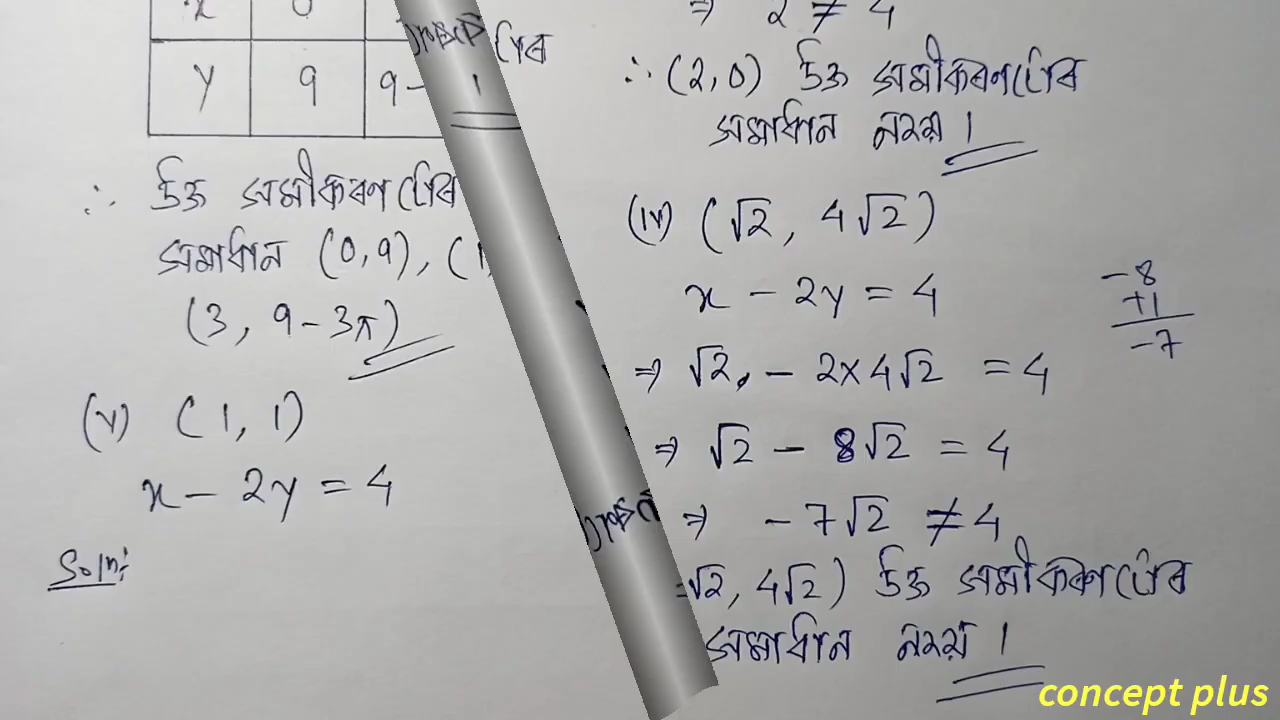 x 0
y 9 9-
∴ উক্ত সমীকৰণটোৰ
সমাধান (0, 9), (1
(3, 9 - 3π)
(v) (1, 1)
x - 2y = 4
Soln:
⇒ 2 ≠ 4
∴ (2, 0) উক্ত সমীকৰণটোৰ
সমাধান নহয়।
(iv) (√2, 4√2)
x - 2y = 4
⇒ √2 - 2×4√2 = 4
⇒ √2 - 8√2 = 4
⇒ -7√2 ≠ 4
√2, 4√2) উক্ত সমীকৰণটোৰ
সমাধান নহয়।
-8
+1
-7
concept plus